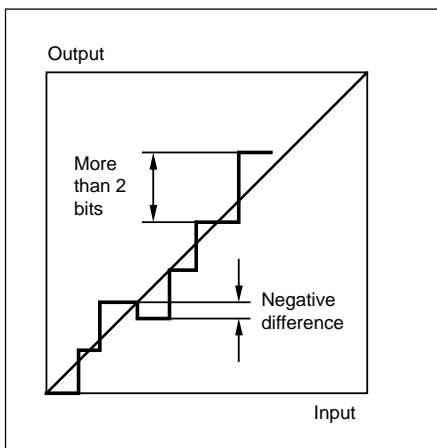 Output
More
than 2
bits
Negative
difference
Input